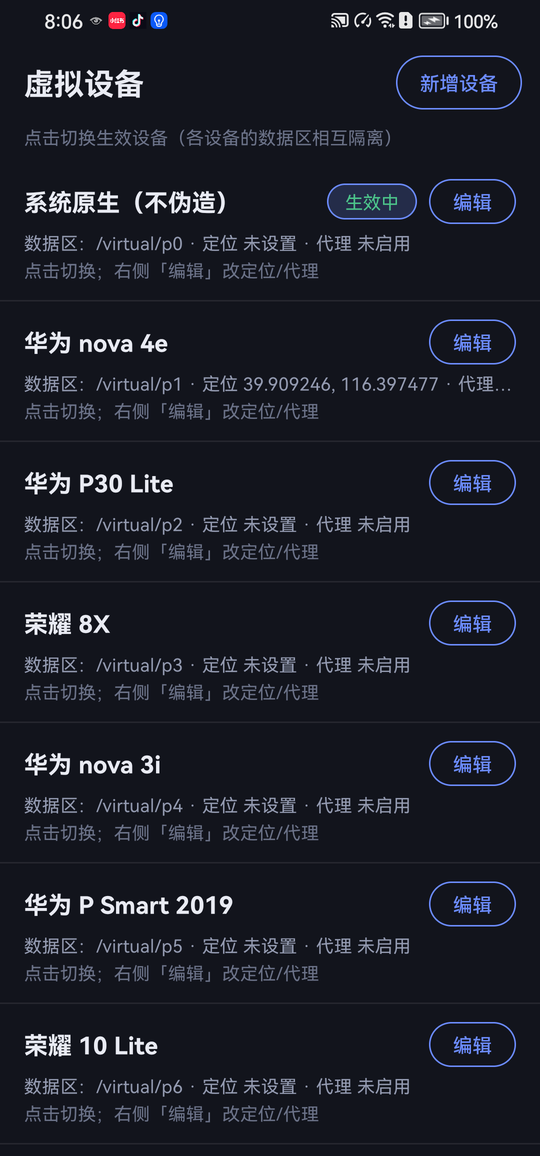 8:06
小红书
100%
虚拟设备
新增设备
点击切换生效设备（各设备的数据区相互隔离）
系统原生（不伪造）
生效中
编辑
数据区：/virtual/p0 · 定位 未设置 · 代理 未启用
点击切换；右侧「编辑」改定位/代理
华为 nova 4e
编辑
数据区：/virtual/p1 · 定位 39.909246, 116.397477 · 代理…
点击切换；右侧「编辑」改定位/代理
华为 P30 Lite
编辑
数据区：/virtual/p2 · 定位 未设置 · 代理 未启用
点击切换；右侧「编辑」改定位/代理
荣耀 8X
编辑
数据区：/virtual/p3 · 定位 未设置 · 代理 未启用
点击切换；右侧「编辑」改定位/代理
华为 nova 3i
编辑
数据区：/virtual/p4 · 定位 未设置 · 代理 未启用
点击切换；右侧「编辑」改定位/代理
华为 P Smart 2019
编辑
数据区：/virtual/p5 · 定位 未设置 · 代理 未启用
点击切换；右侧「编辑」改定位/代理
荣耀 10 Lite
编辑
数据区：/virtual/p6 · 定位 未设置 · 代理 未启用
点击切换；右侧「编辑」改定位/代理